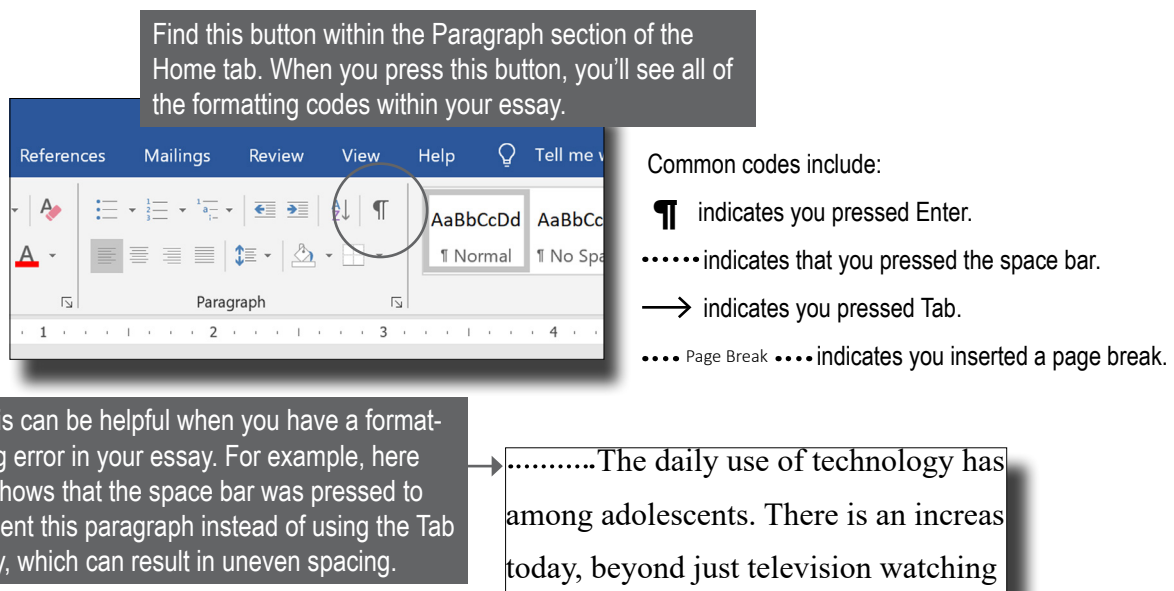 Find this button within the Paragraph section of the
Home tab. When you press this button, you'll see all of
the formatting codes within your essay.
References Mailings Review View Help Tell me
AaBbCcDd AaBbCc
¶ Normal ¶ No Spa
Paragraph
1 2 3 4
Common codes include:
¶ indicates you pressed Enter.
······indicates that you pressed the space bar.
→ indicates you pressed Tab.
···· Page Break ····indicates you inserted a page break.
is can be helpful when you have a format-
g error in your essay. For example, here
hows that the space bar was pressed to
ent this paragraph instead of using the Tab
y, which can result in uneven spacing.
...........The daily use of technology has
among adolescents. There is an increas
today, beyond just television watching